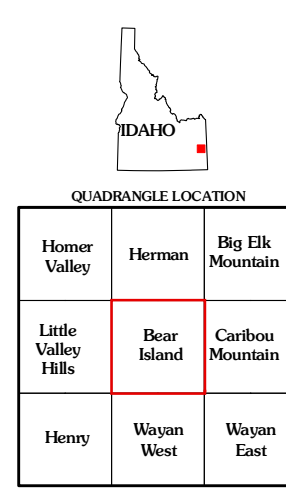 IDAHO
QUADRANGLE LOCATION
Homer
Valley
Herman
Big Elk
Mountain
Little
Valley
Hills
Bear
Island
Caribou
Mountain
Henry
Wayan
West
Wayan
East